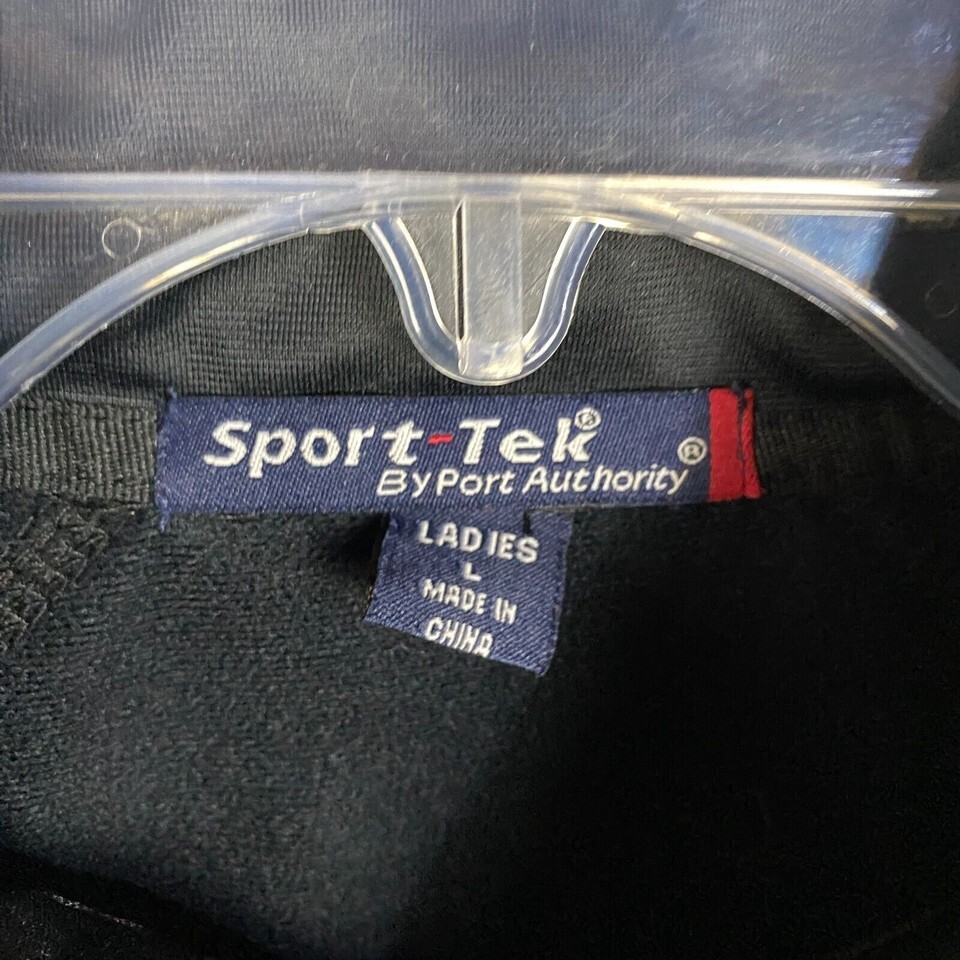 Sport-Tek®
By Port Authority®
LADIES
L
MADE IN
CHINA